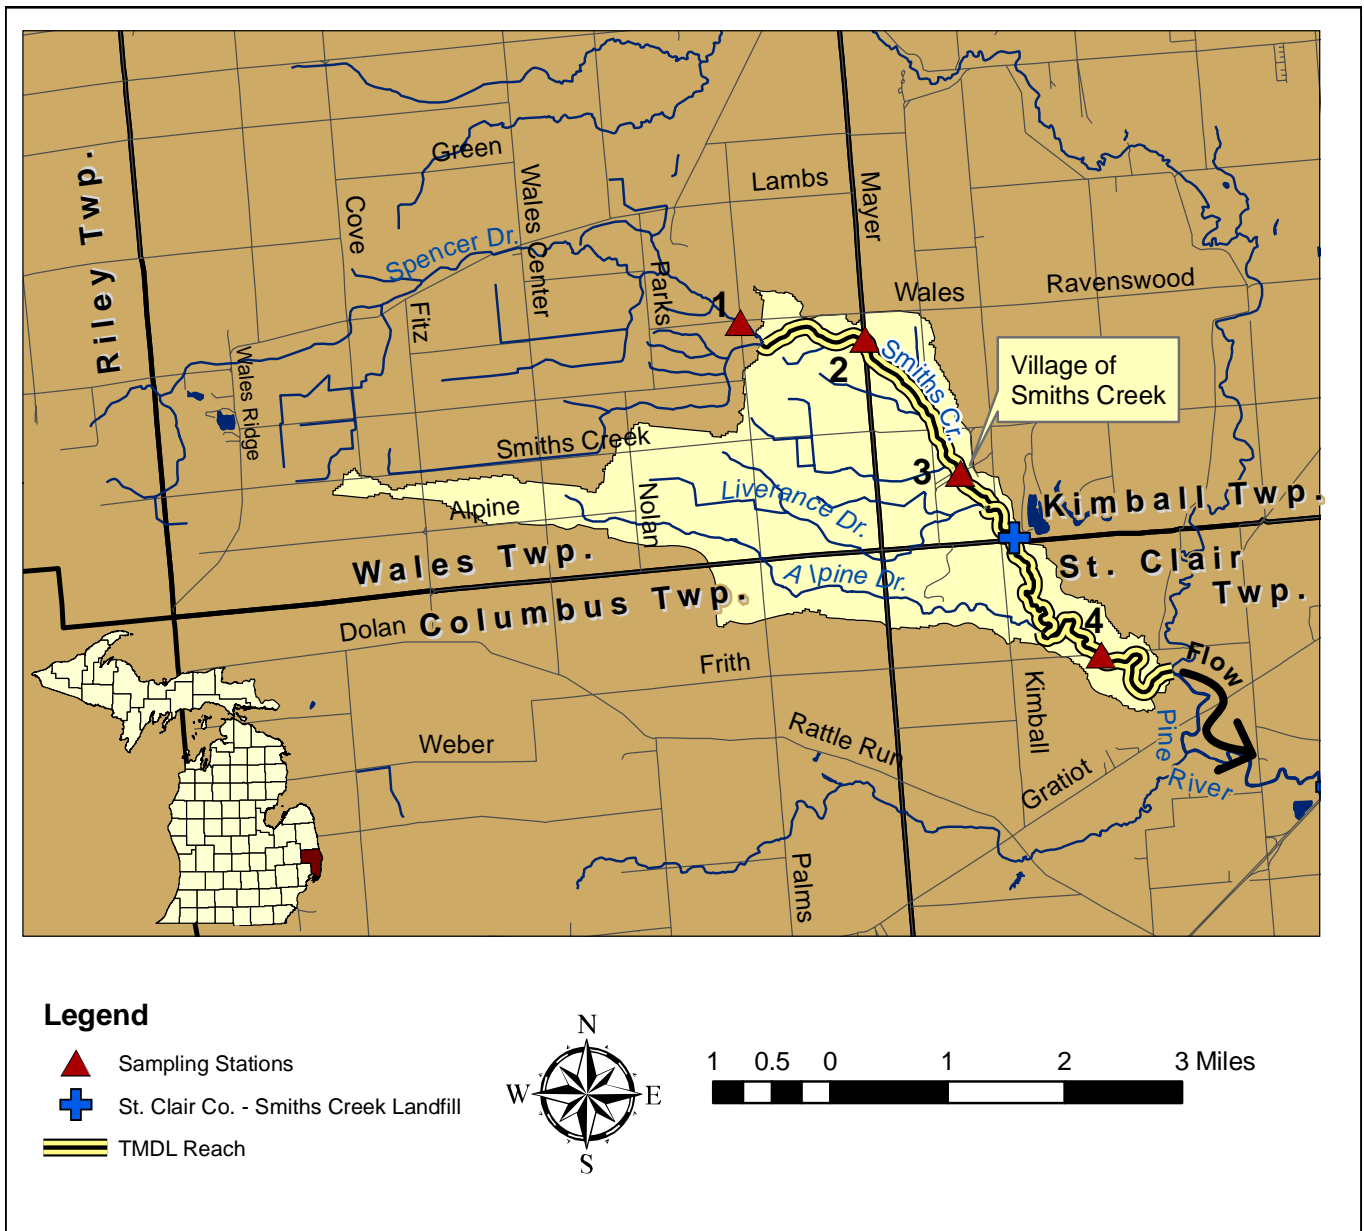 Riley Twp.
Green
Lambs
Wales Center
Mayer
Cove
Spencer Dr.
Parks
Fitz
1
Wales
Ravenswood
2
Smiths Cr.
Village of
Smiths Creek
Wales Ridge
Smiths Creek
3
Liverance Dr.
Nolan
Alpine
Kimball Twp.
Wales Twp.
St. Clair
Twp.
A \pine Dr.
Columbus Twp.
Dolan
4
Flow
Frith
Kimball
Pine
River
Rattle Run
Weber
Gratiot
Palms
Legend
Sampling Stations
St. Clair Co. - Smiths Creek Landfill
TMDL Reach
N
W
E
S
1 0.5 0 1 2 3 Miles